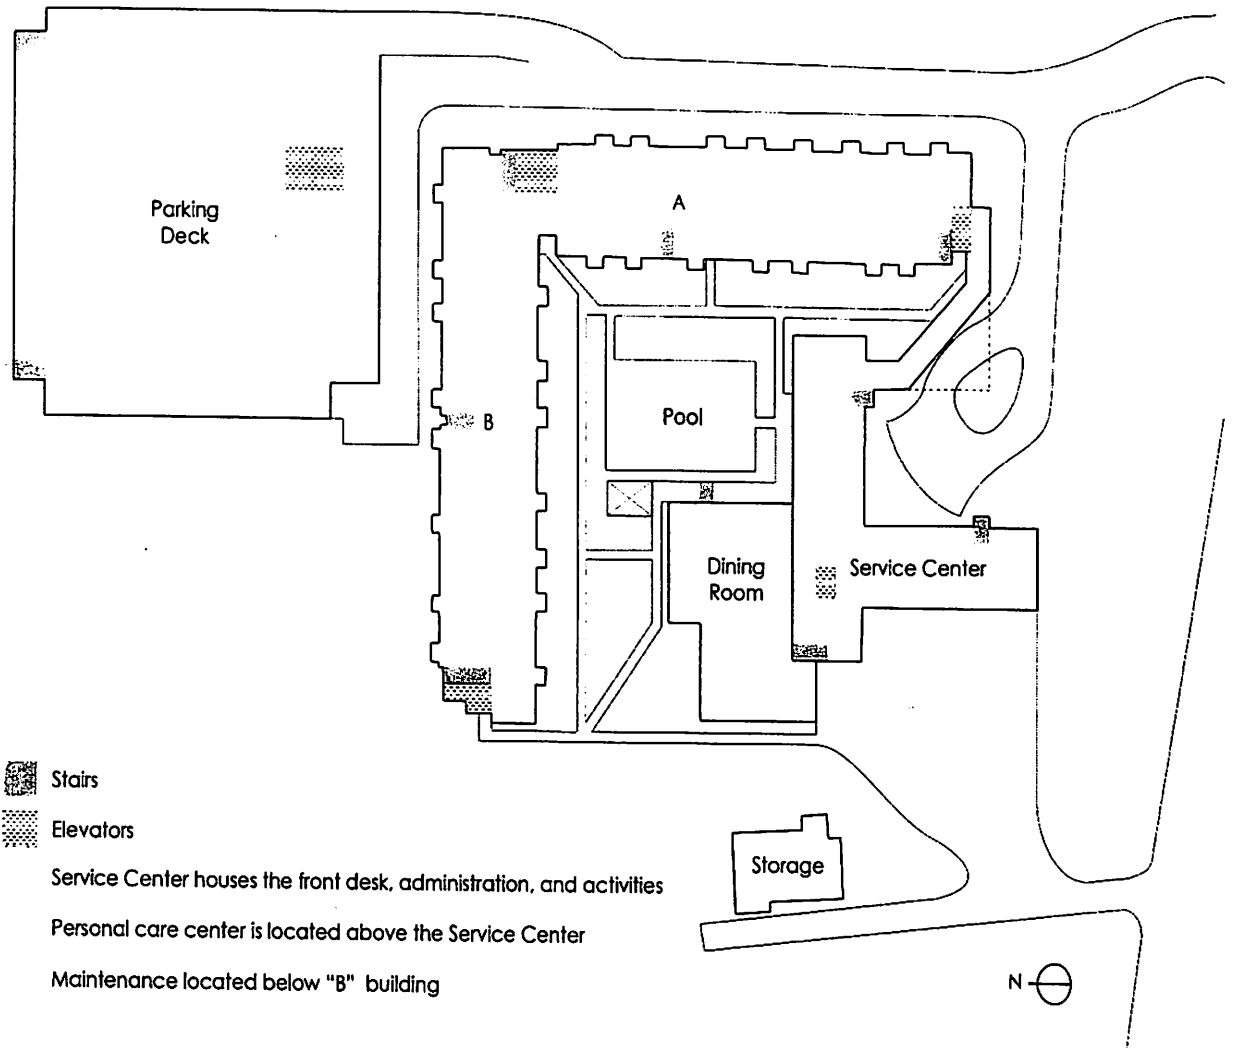 Parking
Deck
A
B
Pool
Dining
Room
Service Center
Storage
Stairs
Elevators
Service Center houses the front desk, administration, and activities
Personal care center is located above the Service Center
Maintenance located below "B" building
N